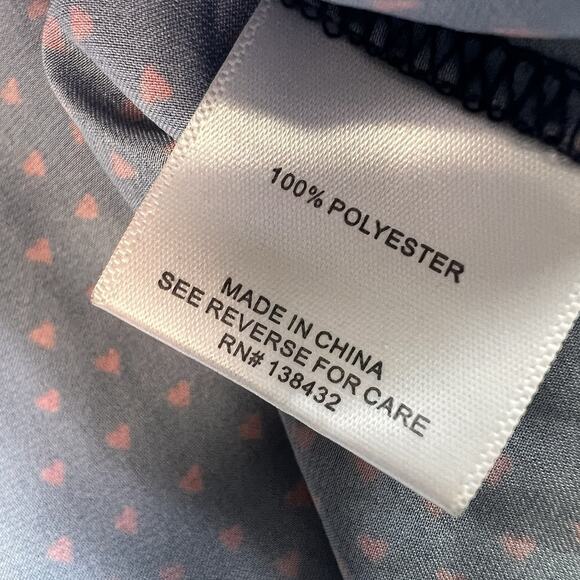 100% POLYESTER
MADE IN CHINA
SEE REVERSE FOR CARE
RN# 138432